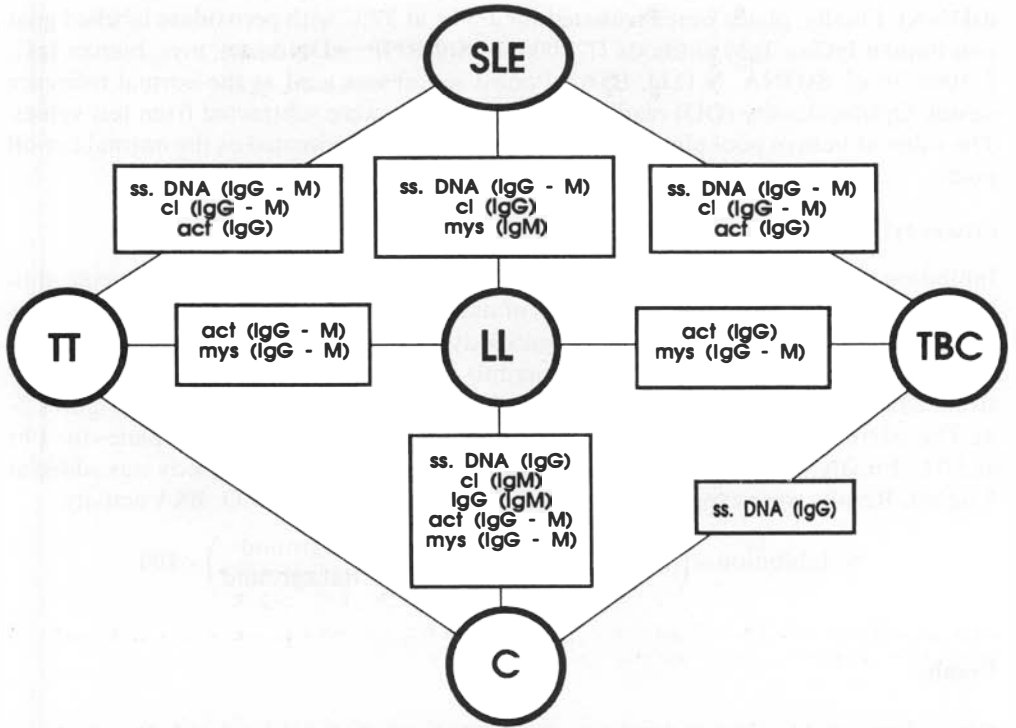 SLE
ss. DNA (IgG - M)
cl (IgG - M)
act (IgG)
ss. DNA (IgG - M)
cl (IgG)
mys (IgM)
ss. DNA (IgG - M)
cl (IgG - M)
act (IgG)
TT
act (IgG - M)
mys (IgG - M)
LL
act (IgG)
mys (IgG - M)
TBC
ss. DNA (IgG)
cl (IgM)
IgG (IgM)
act (IgG - M)
mys (IgG - M)
ss. DNA (IgG)
C